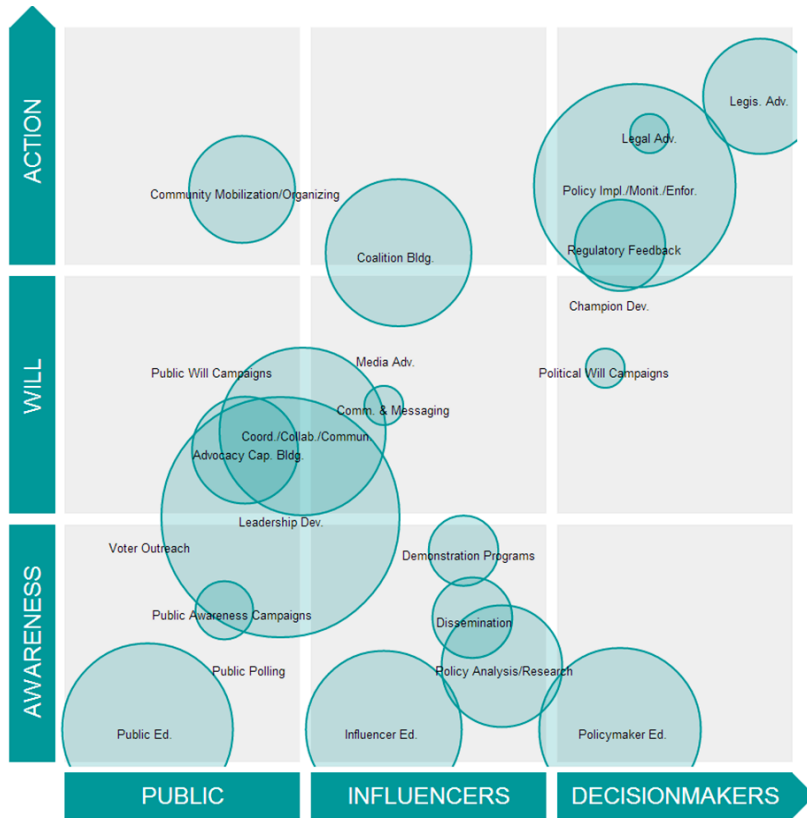 ACTION
Legis. Adv.
Legal Adv.
Community Mobilization/Organizing
Policy Impl./Monit./Enfor.
Coalition Bldg.
Regulatory Feedback
WILL
Champion Dev.
Media Adv.
Public Will Campaigns
Political Will Campaigns
Comm. & Messaging
Coord./Collab./Commun.
Advocacy Cap. Bldg.
Leadership Dev.
AWARENESS
Voter Outreach
Demonstration Programs
Public Awareness Campaigns
Dissemination
Public Polling
Policy Analysis/Research
Public Ed.
Influencer Ed.
Policymaker Ed.
PUBLIC
INFLUENCERS
DECISIONMAKERS